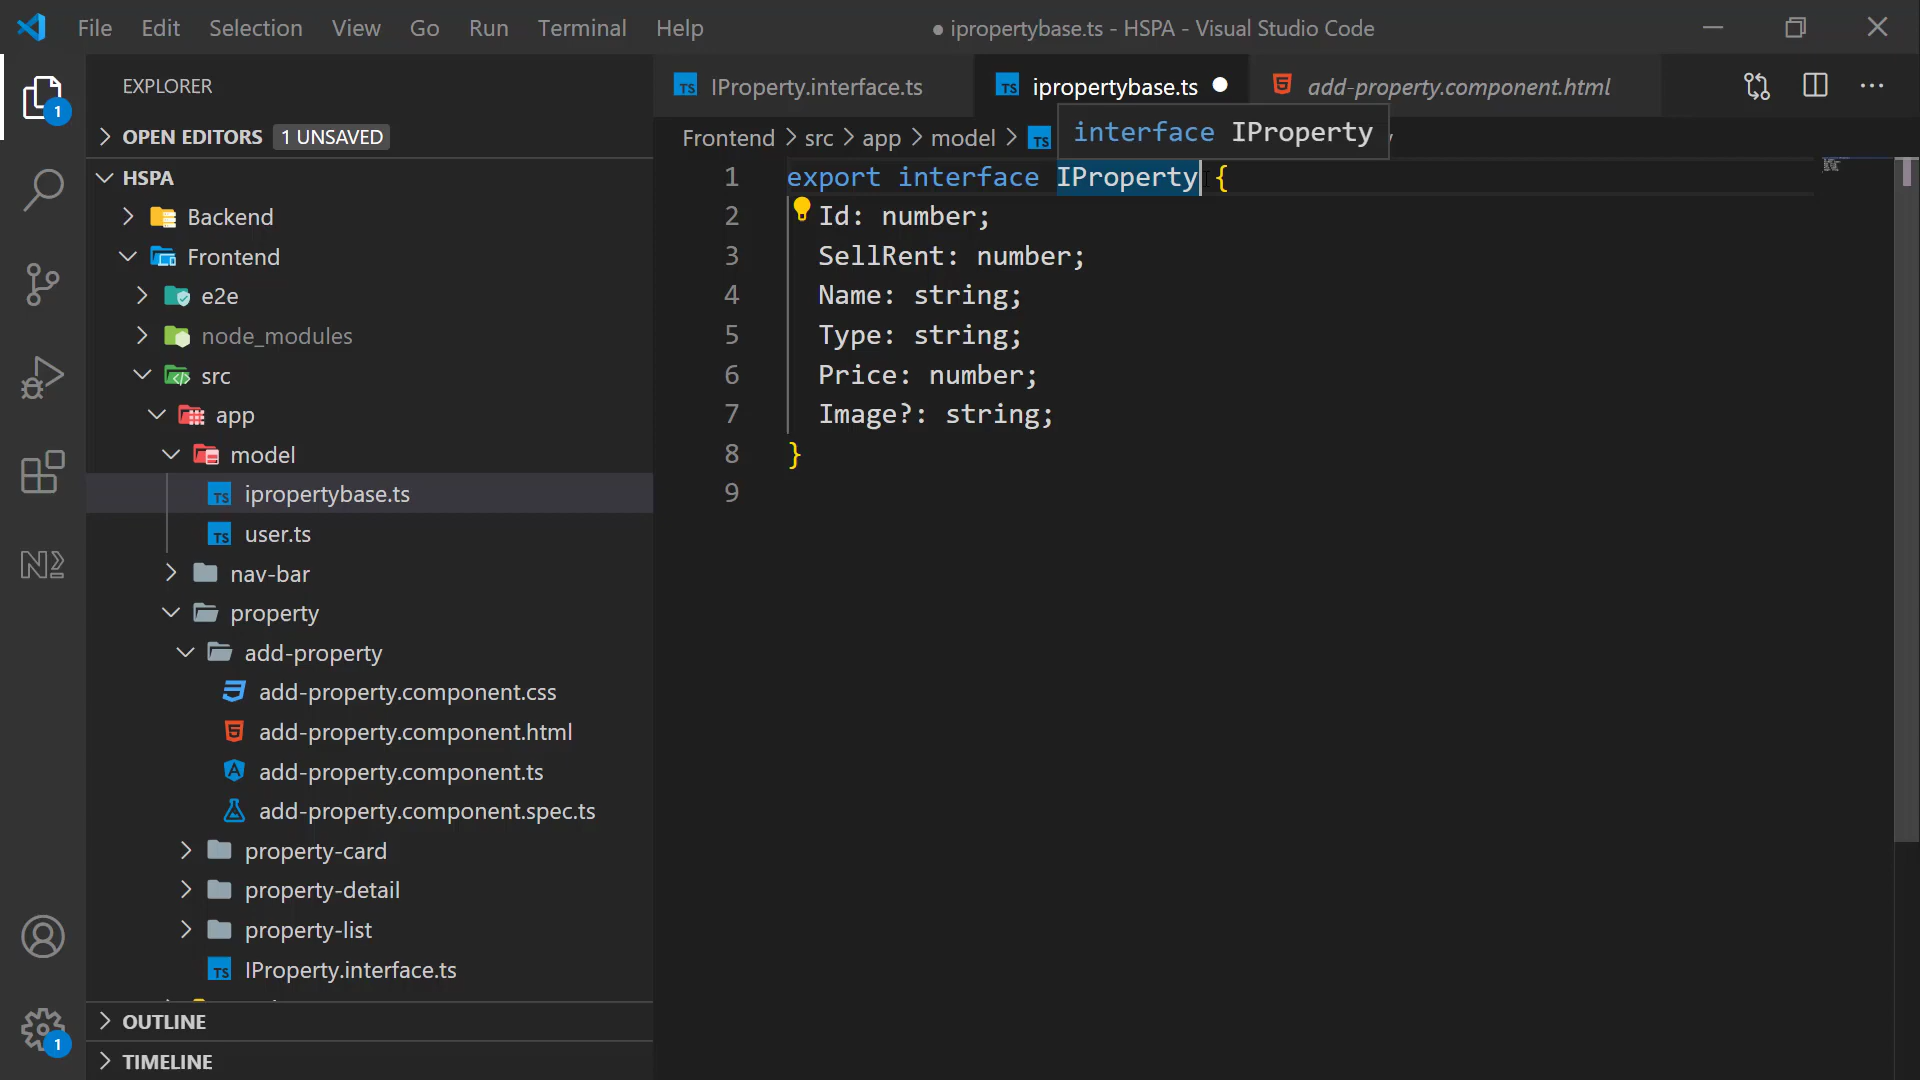 File Edit Selection View Go Run Terminal Help
● ipropertybase.ts - HSPA - Visual Studio Code
EXPLORER
OPEN EDITORS 1 UNSAVED
HSPA
Backend
Frontend
e2e
node_modules
src
app
model
ipropertybase.ts
user.ts
nav-bar
property
add-property
add-property.component.css
add-property.component.html
add-property.component.ts
add-property.component.spec.ts
property-card
property-detail
property-list
IProperty.interface.ts
OUTLINE
TIMELINE
1
1
TS IProperty.interface.ts
TS ipropertybase.ts
add-property.component.html
Frontend > src > app > model > TS
interface IProperty
1 export interface IProperty {
2 Id: number;
3 SellRent: number;
4 Name: string;
5 Type: string;
6 Price: number;
7 Image?: string;
8 }
9